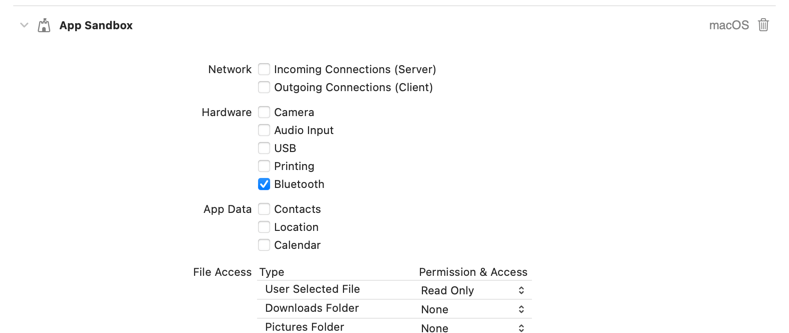 App Sandbox macOS
Network Incoming Connections (Server)
Outgoing Connections (Client)
Hardware Camera
Audio Input
USB
Printing
Bluetooth
App Data Contacts
Location
Calendar
File Access Type Permission & Access
User Selected File Read Only
Downloads Folder None
Pictures Folder None